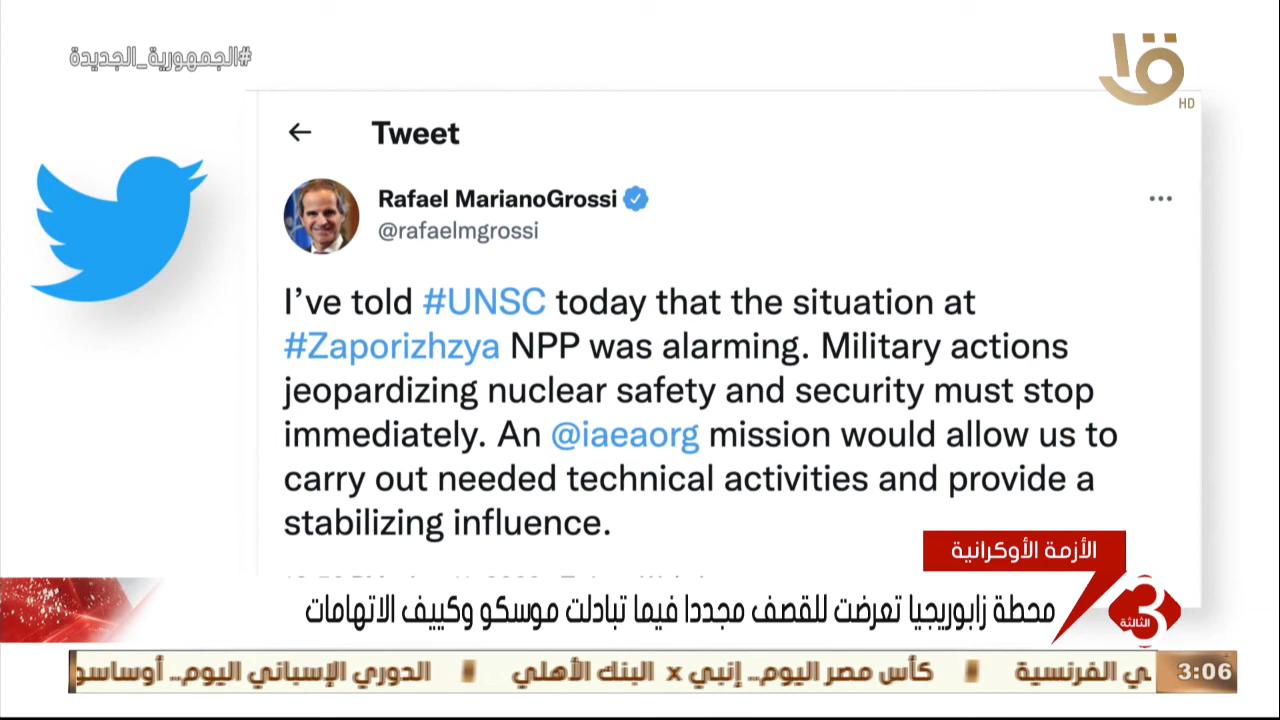 #الجمهورية_الجديدة
HD
Tweet
Rafael MarianoGrossi
@rafaelmgrossi
I’ve told #UNSC today that the situation at
#Zaporizhzya NPP was alarming. Military actions
jeopardizing nuclear safety and security must stop
immediately. An @iaeaorg mission would allow us to
carry out needed technical activities and provide a
stabilizing influence.
الأزمة الأوكرانية
محطة زابوريجيا تعرضت للقصف مجددا فيما تبادلت موسكو وكييف الاتهامات
3 الثالثة
ي الفرنسية كأس مصر اليوم.. إنبي x البنك الأهلي الدوري الإسباني اليوم.. أوساسو
3:06